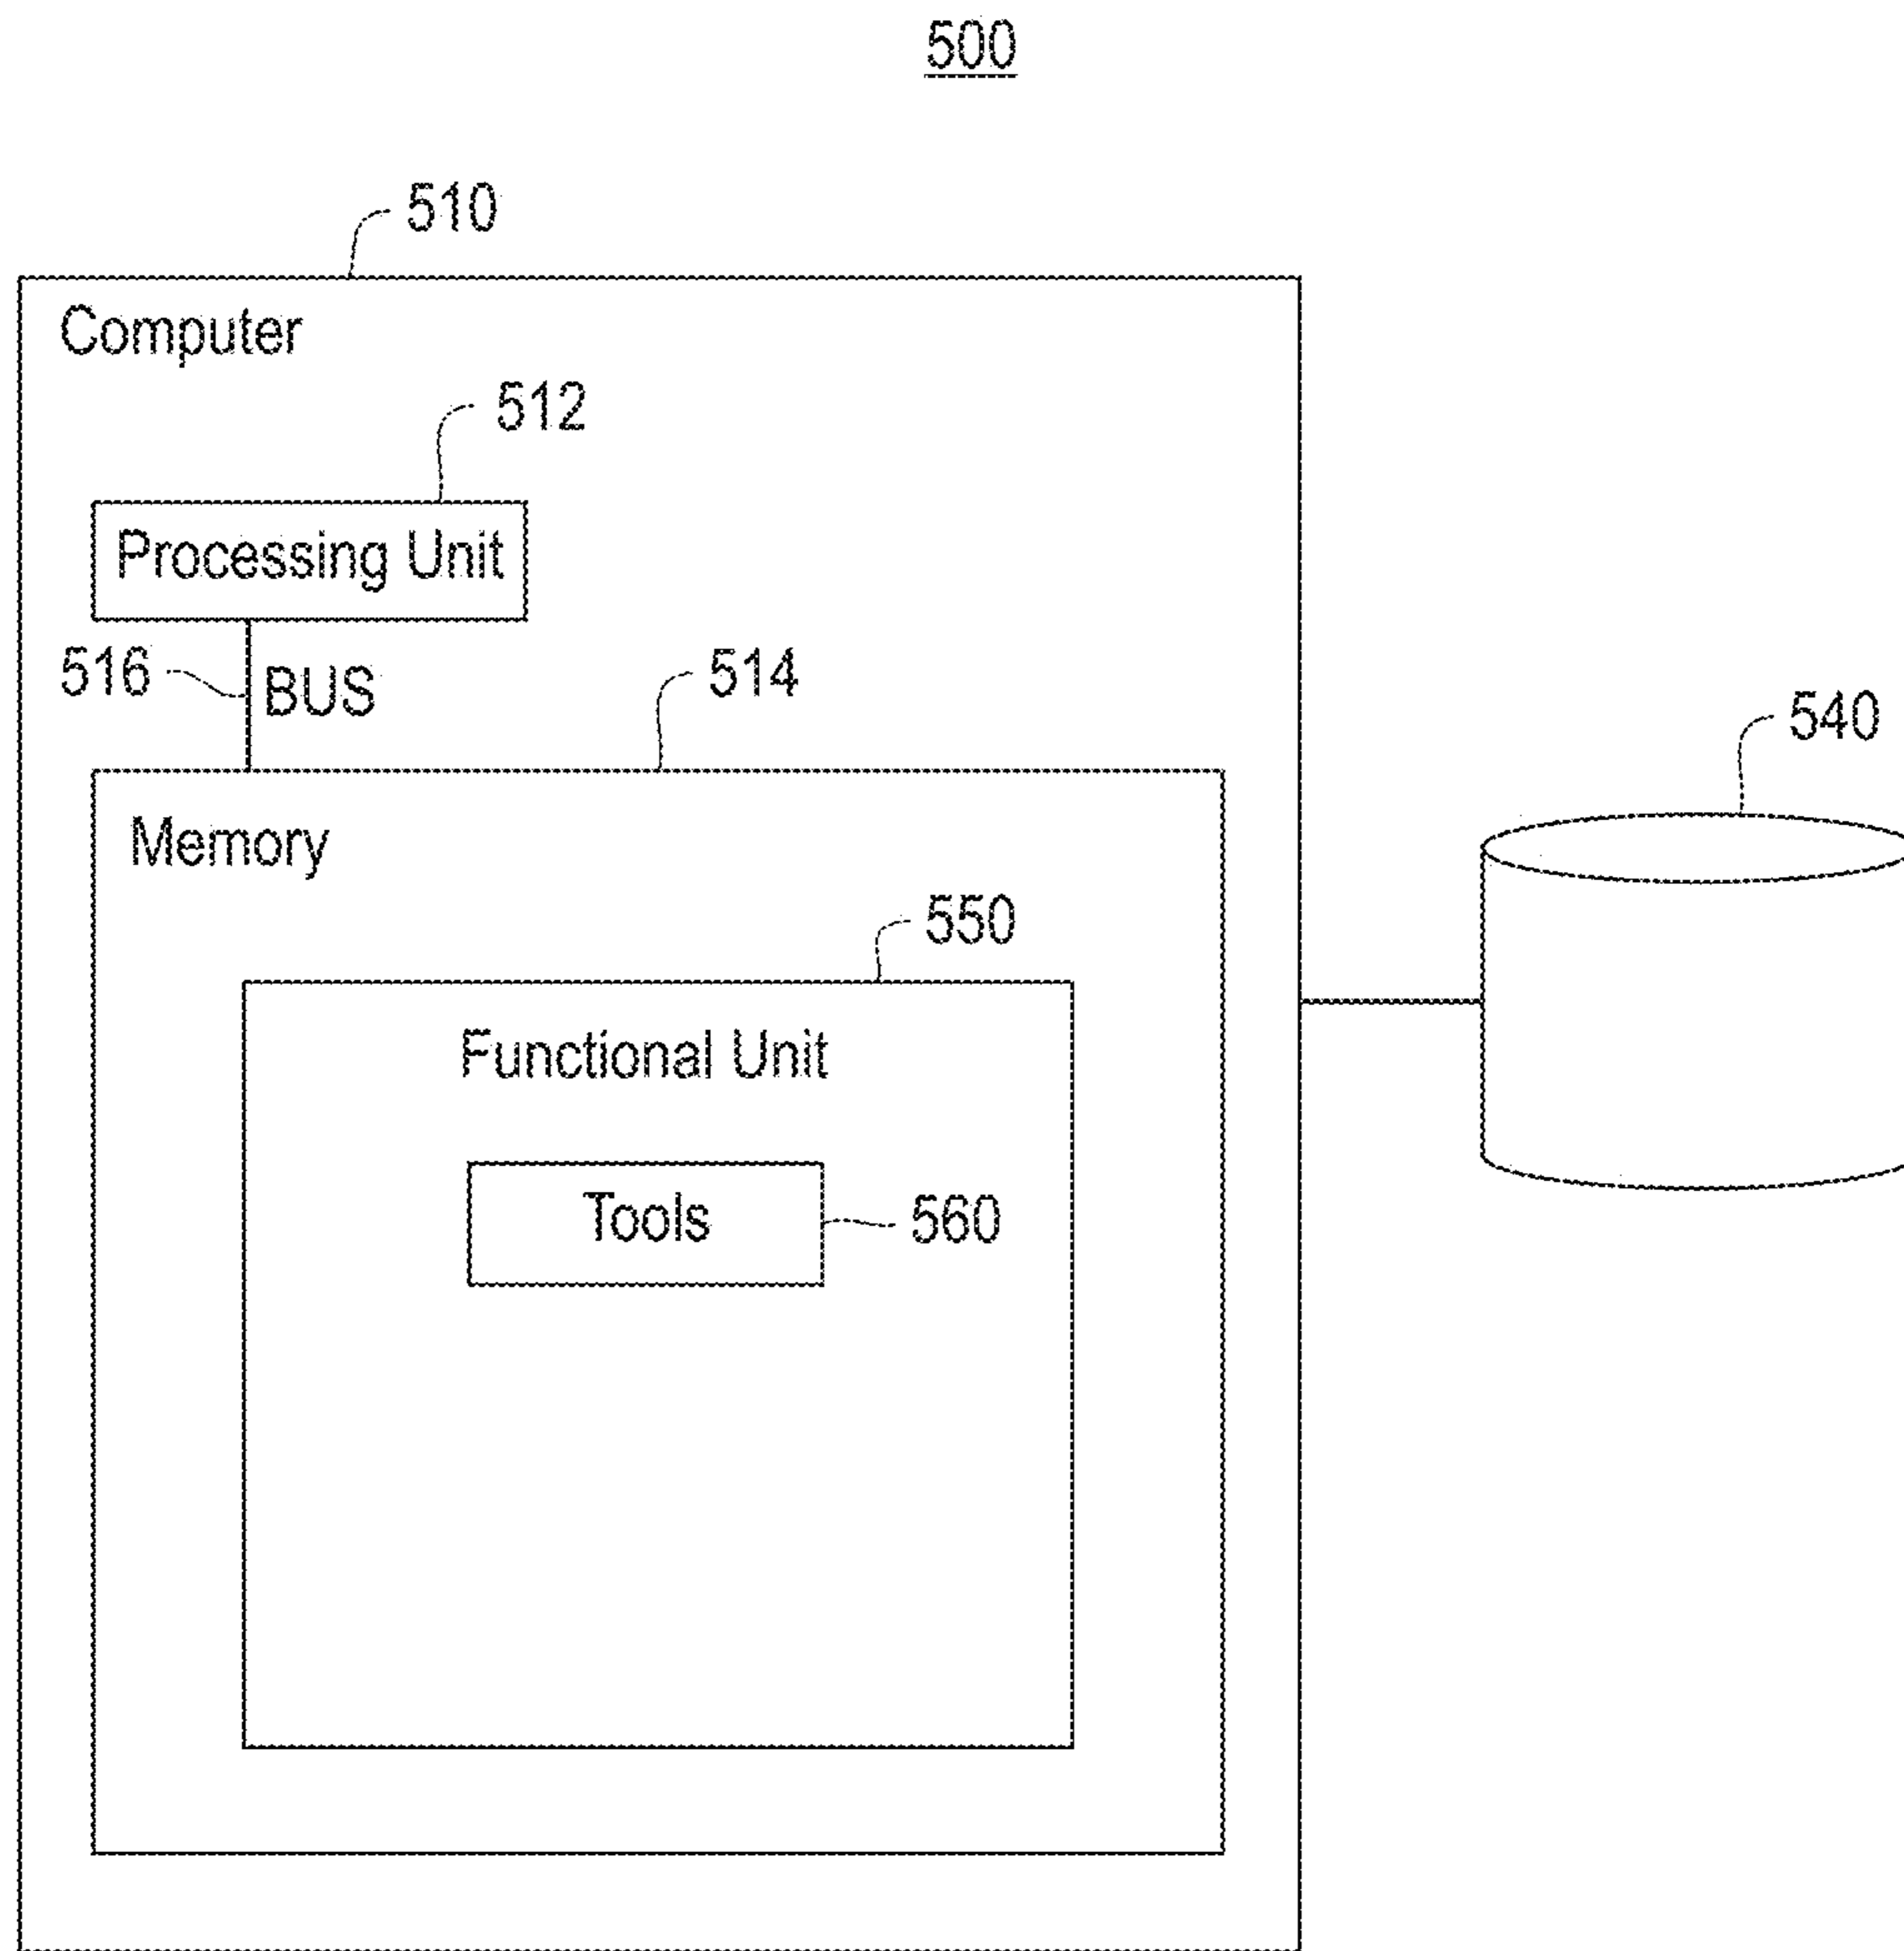 500
510
Computer
512
Processing Unit
516 BUS
514
540
Memory
550
Functional Unit
Tools 560